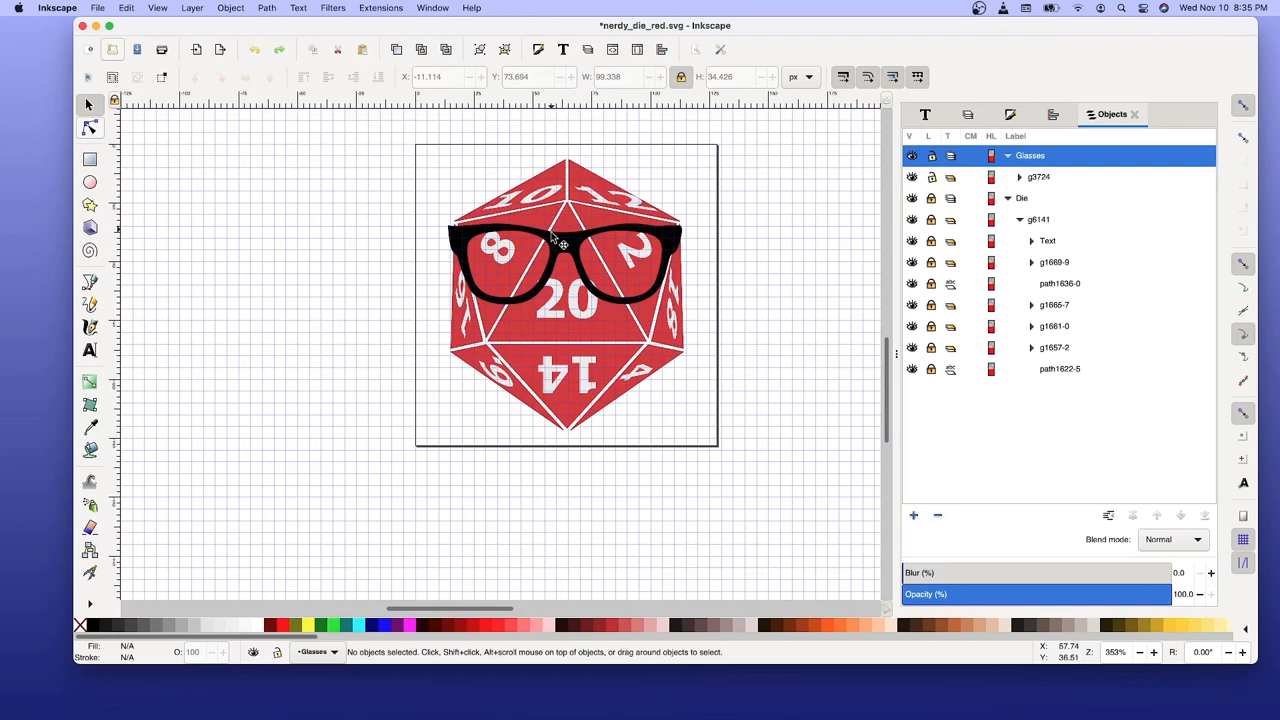 Inkscape File Edit View Layer Object Path Text Filters Extensions Window Help Wed Nov 10 8:35 PM
*nerdy_die_red.svg - Inkscape
X: -11.114 Y: 73.694 W: 99.338 H: 34.426 px
Objects
V L T CM HL Label
Glasses
g3724
Die
g6141
Text
g1669-9
path1636-0
g1665-7
g1661-0
g1657-2
path1622-5
10 12
8 2
20
14
4
Blend mode: Normal
Blur (%) 0.0
Opacity (%) 100.0
Fill: N/A
Stroke: N/A
O: 100
•Glasses
No objects selected. Click, Shift+click, Alt+scroll mouse on top of objects, or drag around objects to select.
X: 57.74
Y: 36.51
Z: 353%
R: 0.00°